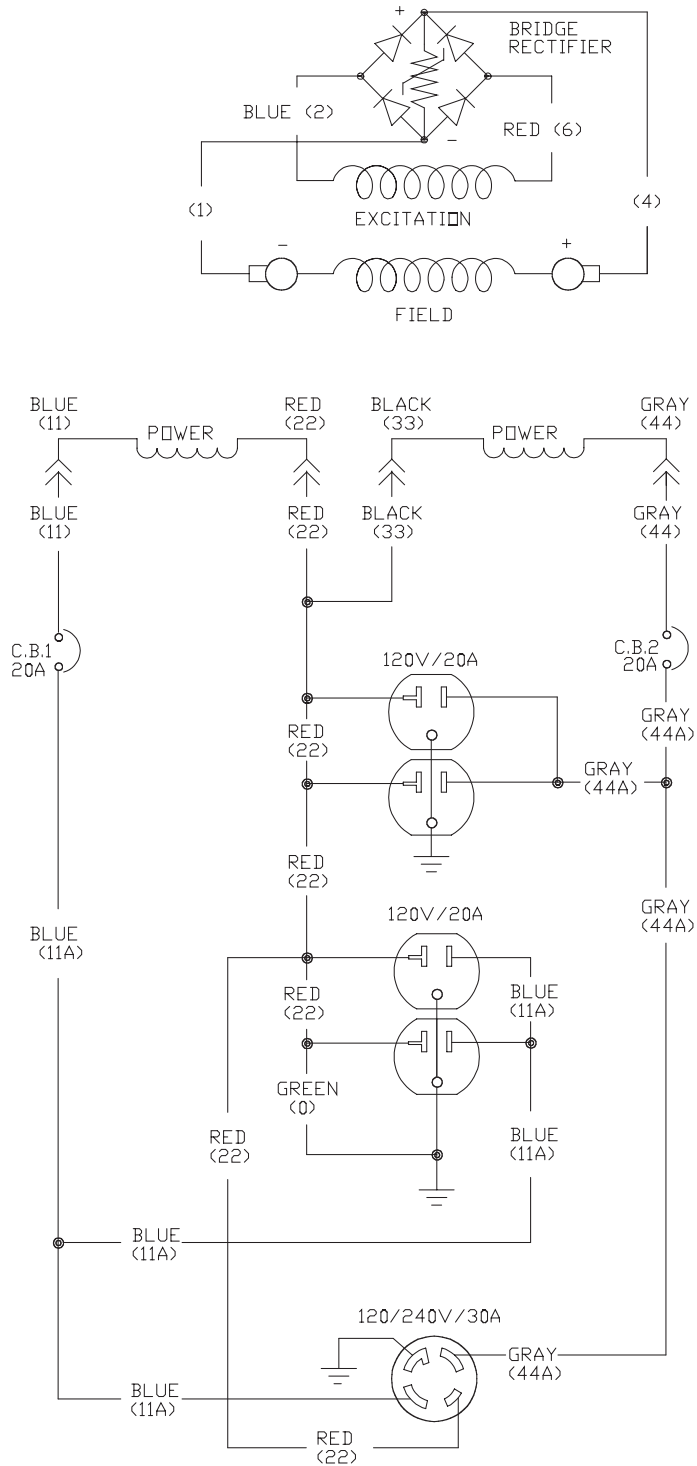 +
BRIDGE
RECTIFIER
BLUE (2)
RED (6)
-
(1)
(4)
EXCITATION
-
+
FIELD
BLUE
(11)
POWER
RED
(22)
BLACK
(33)
POWER
GRAY
(44)
BLUE
(11)
RED
(22)
BLACK
(33)
GRAY
(44)
C.B.1
20A
C.B.2
20A
120V/20A
RED
(22)
GRAY
(44A)
GRAY
(44A)
RED
(22)
GRAY
(44A)
120V/20A
BLUE
(11A)
RED
(22)
BLUE
(11A)
GREEN
(0)
RED
(22)
BLUE
(11A)
BLUE
(11A)
120/240V/30A
GRAY
(44A)
BLUE
(11A)
RED
(22)